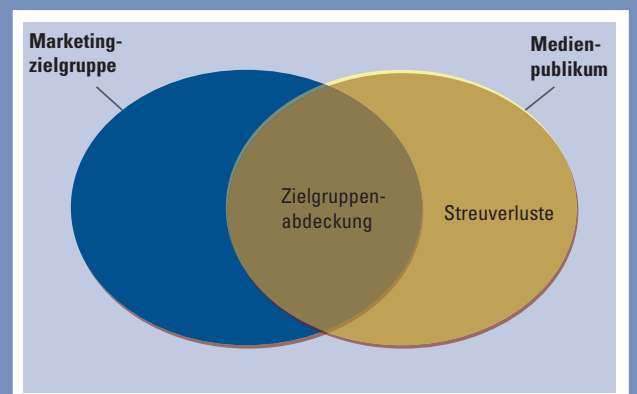 Marketing-
zielgruppe
Medien-
publikum
Zielgruppen-
abdeckung
Streuverluste